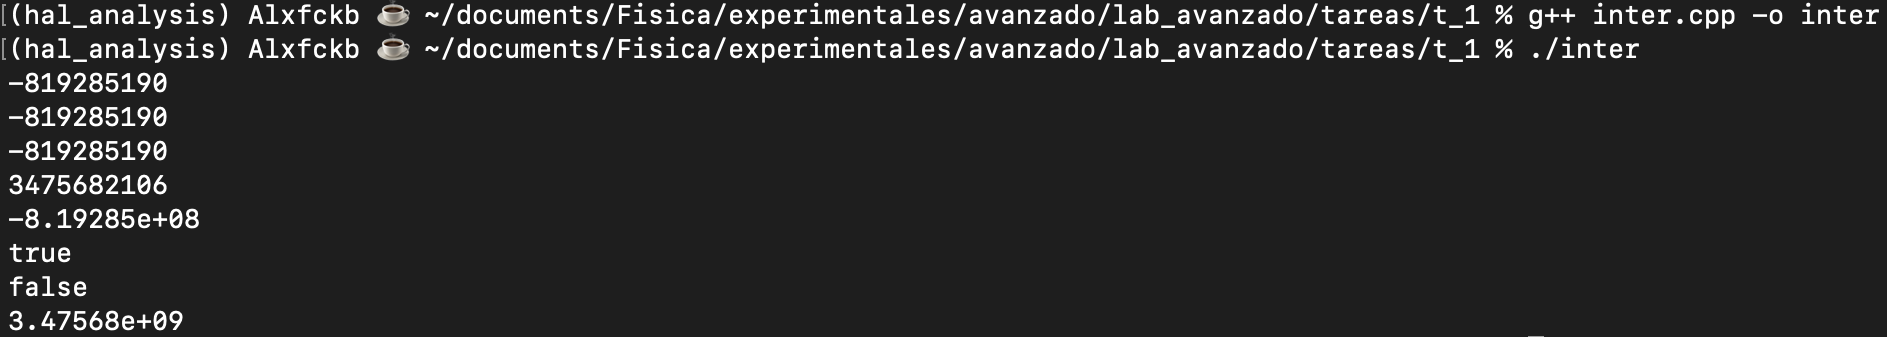 [(hal_analysis) Alxfckb ☕ ~/documents/Fisica/experimentales/avanzado/lab_avanzado/tareas/t_1 % g++ inter.cpp -o inter
[(hal_analysis) Alxfckb ☕ ~/documents/Fisica/experimentales/avanzado/lab_avanzado/tareas/t_1 % ./inter
-819285190
-819285190
-819285190
3475682106
-8.19285e+08
true
false
3.47568e+09